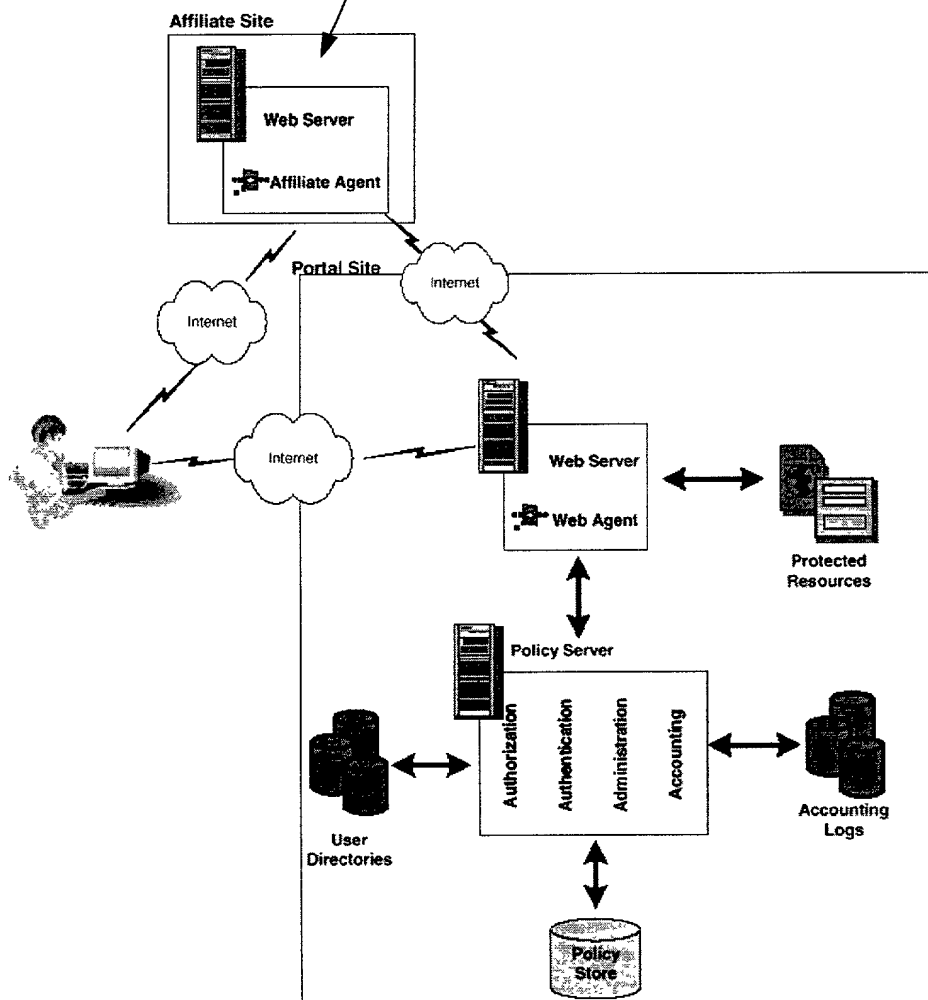 Affiliate Site
Web Server
Affiliate Agent
Portal Site
Internet
Internet
Internet
Web Server
Web Agent
Protected
Resources
Policy Server
Authorization
Authentication
Administration
Accounting
User
Directories
Accounting
Logs
Policy
Store